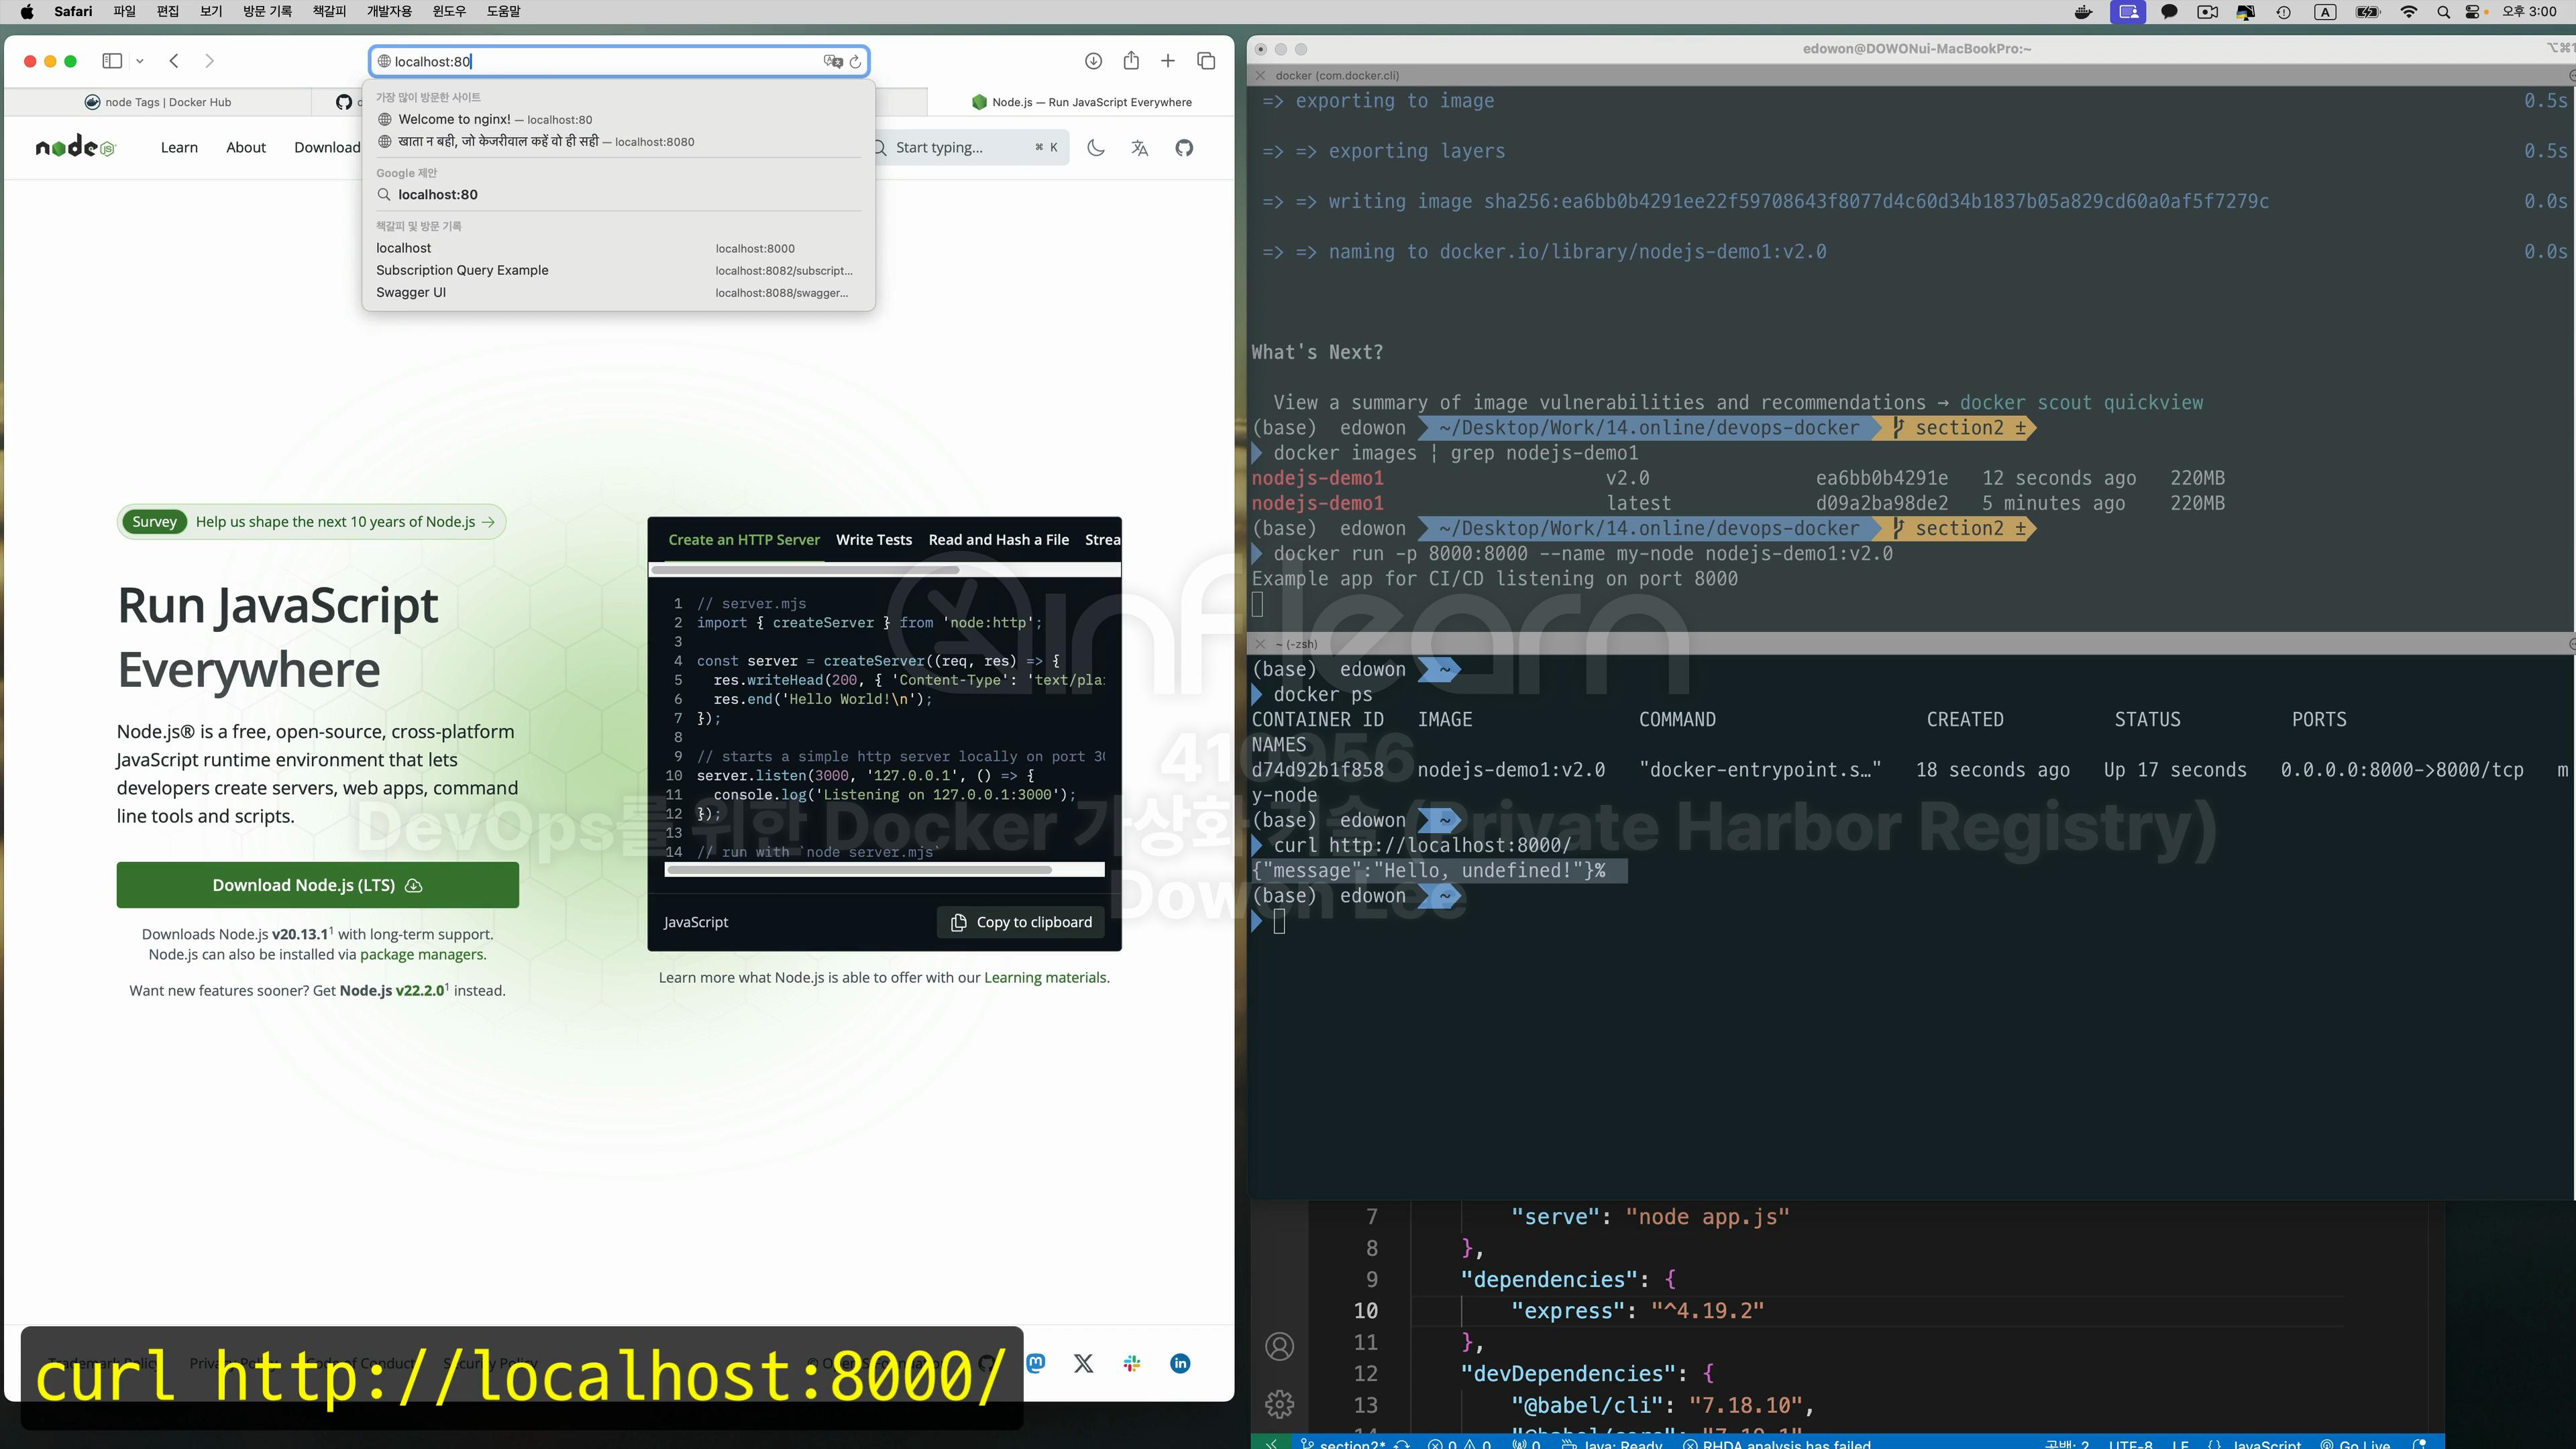 Safari 파일 편집 보기 방문 기록 책갈피 개발자용 윈도우 도움말
A 오후 3:00
localhost:80
node Tags | Docker Hub
Node.js — Run JavaScript Everywhere
가장 많이 방문한 사이트
Welcome to nginx! — localhost:80
खाता न बही, जो केजरीवाल कहें वो ही सही — localhost:8080
Google 제안
localhost:80
책갈피 및 방문 기록
localhost localhost:8000
Subscription Query Example localhost:8082/subscript...
Swagger UI localhost:8088/swagger...
node JS Learn About Download Start typing... ⌘ K
Survey Help us shape the next 10 years of Node.js →
Run JavaScript
Everywhere
Node.js® is a free, open-source, cross-platform
JavaScript runtime environment that lets
developers create servers, web apps, command
line tools and scripts.
Download Node.js (LTS)
Downloads Node.js v20.13.1¹ with long-term support.
Node.js can also be installed via package managers.
Want new features sooner? Get Node.js v22.2.0¹ instead.
Create an HTTP Server Write Tests Read and Hash a File Strea
1 // server.mjs
2 import { createServer } from 'node:http';
3
4 const server = createServer((req, res) => {
5 res.writeHead(200, { 'Content-Type': 'text/pla
6 res.end('Hello World!\n');
7 });
8
9 // starts a simple http server locally on port 30
10 server.listen(3000, '127.0.0.1', () => {
11 console.log('Listening on 127.0.0.1:3000');
12 });
13
14 // run with `node server.mjs`
JavaScript Copy to clipboard
Learn more what Node.js is able to offer with our Learning materials.
Trademark Policy Privacy Policy Code of Conduct Security Policy
curl http://localhost:8000/
edowon@DOWONui-MacBookPro:~
docker (com.docker.cli)
=> exporting to image 0.5s
=> => exporting layers 0.5s
=> => writing image sha256:ea6bb0b4291ee22f59708643f8077d4c60d34b1837b05a829cd60a0af5f7279c 0.0s
=> => naming to docker.io/library/nodejs-demo1:v2.0 0.0s
What's Next?
View a summary of image vulnerabilities and recommendations → docker scout quickview
(base) edowon ~/Desktop/Work/14.online/devops-docker section2 ±
docker images | grep nodejs-demo1
nodejs-demo1 v2.0 ea6bb0b4291e 12 seconds ago 220MB
nodejs-demo1 latest d09a2ba98de2 5 minutes ago 220MB
(base) edowon ~/Desktop/Work/14.online/devops-docker section2 ±
docker run -p 8000:8000 --name my-node nodejs-demo1:v2.0
Example app for CI/CD listening on port 8000
~ (-zsh)
(base) edowon ~
docker ps
CONTAINER ID IMAGE COMMAND CREATED STATUS PORTS
NAMES
d74d92b1f858 nodejs-demo1:v2.0 "docker-entrypoint.s…" 18 seconds ago Up 17 seconds 0.0.0.0:8000->8000/tcp m
y-node
(base) edowon ~
curl http://localhost:8000/
{"message":"Hello, undefined!"}%
(base) edowon ~
inflearn
410956
DevOps를 위한 Docker 가상화 기술 (Private Harbor Registry)
Dowon Lee
7 "serve": "node app.js"
8 },
9 "dependencies": {
10 "express": "^4.19.2"
11 },
12 "devDependencies": {
13 "@babel/cli": "7.18.10",
section2* 0 0 0 Java: Ready RHDA analysis has failed 공백: 2 UTF-8 LF {} JavaScript Go Live